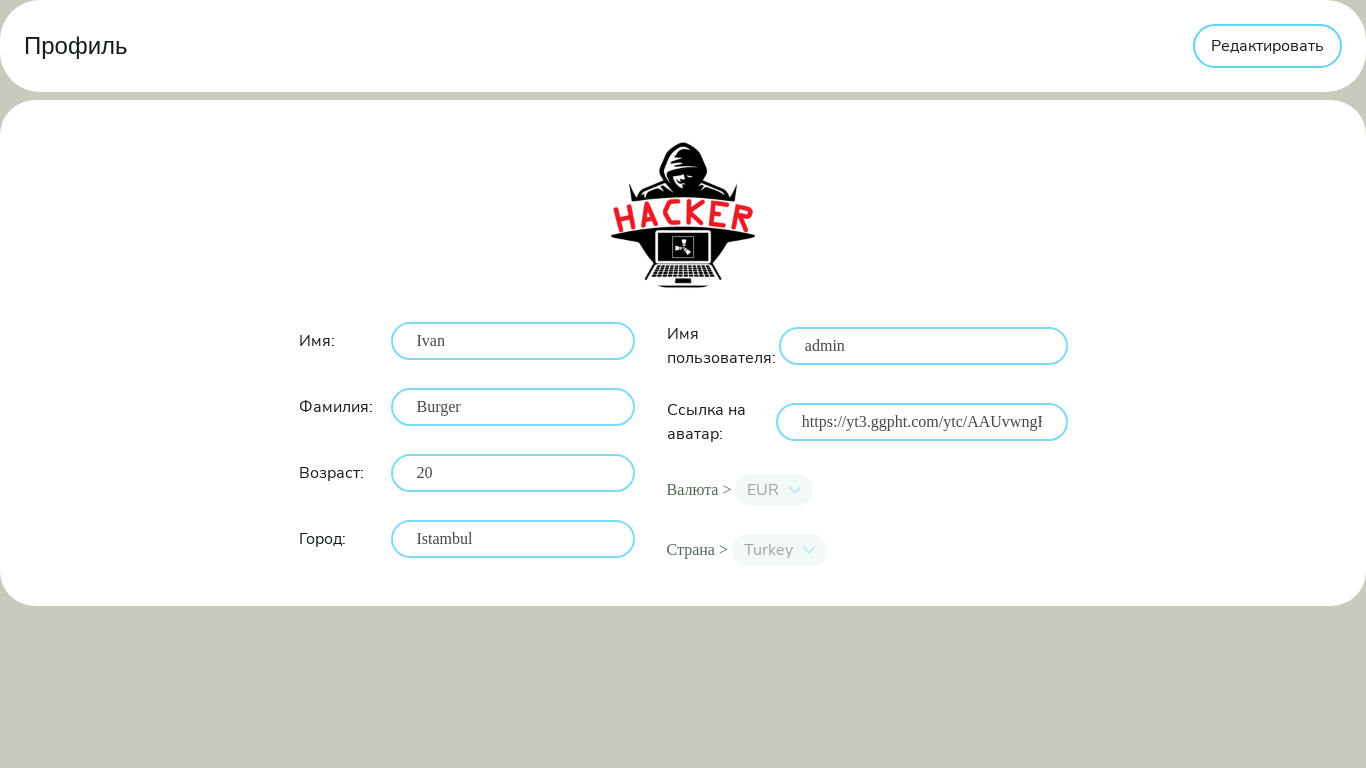 Профиль
Редактировать
HACKER
Имя:
Ivan
Фамилия:
Burger
Возраст:
20
Город:
Istambul
Имя
пользователя:
admin
Ссылка на
аватар:
https://yt3.ggpht.com/ytc/AAUvwng
Валюта > EUR
Страна > Turkey